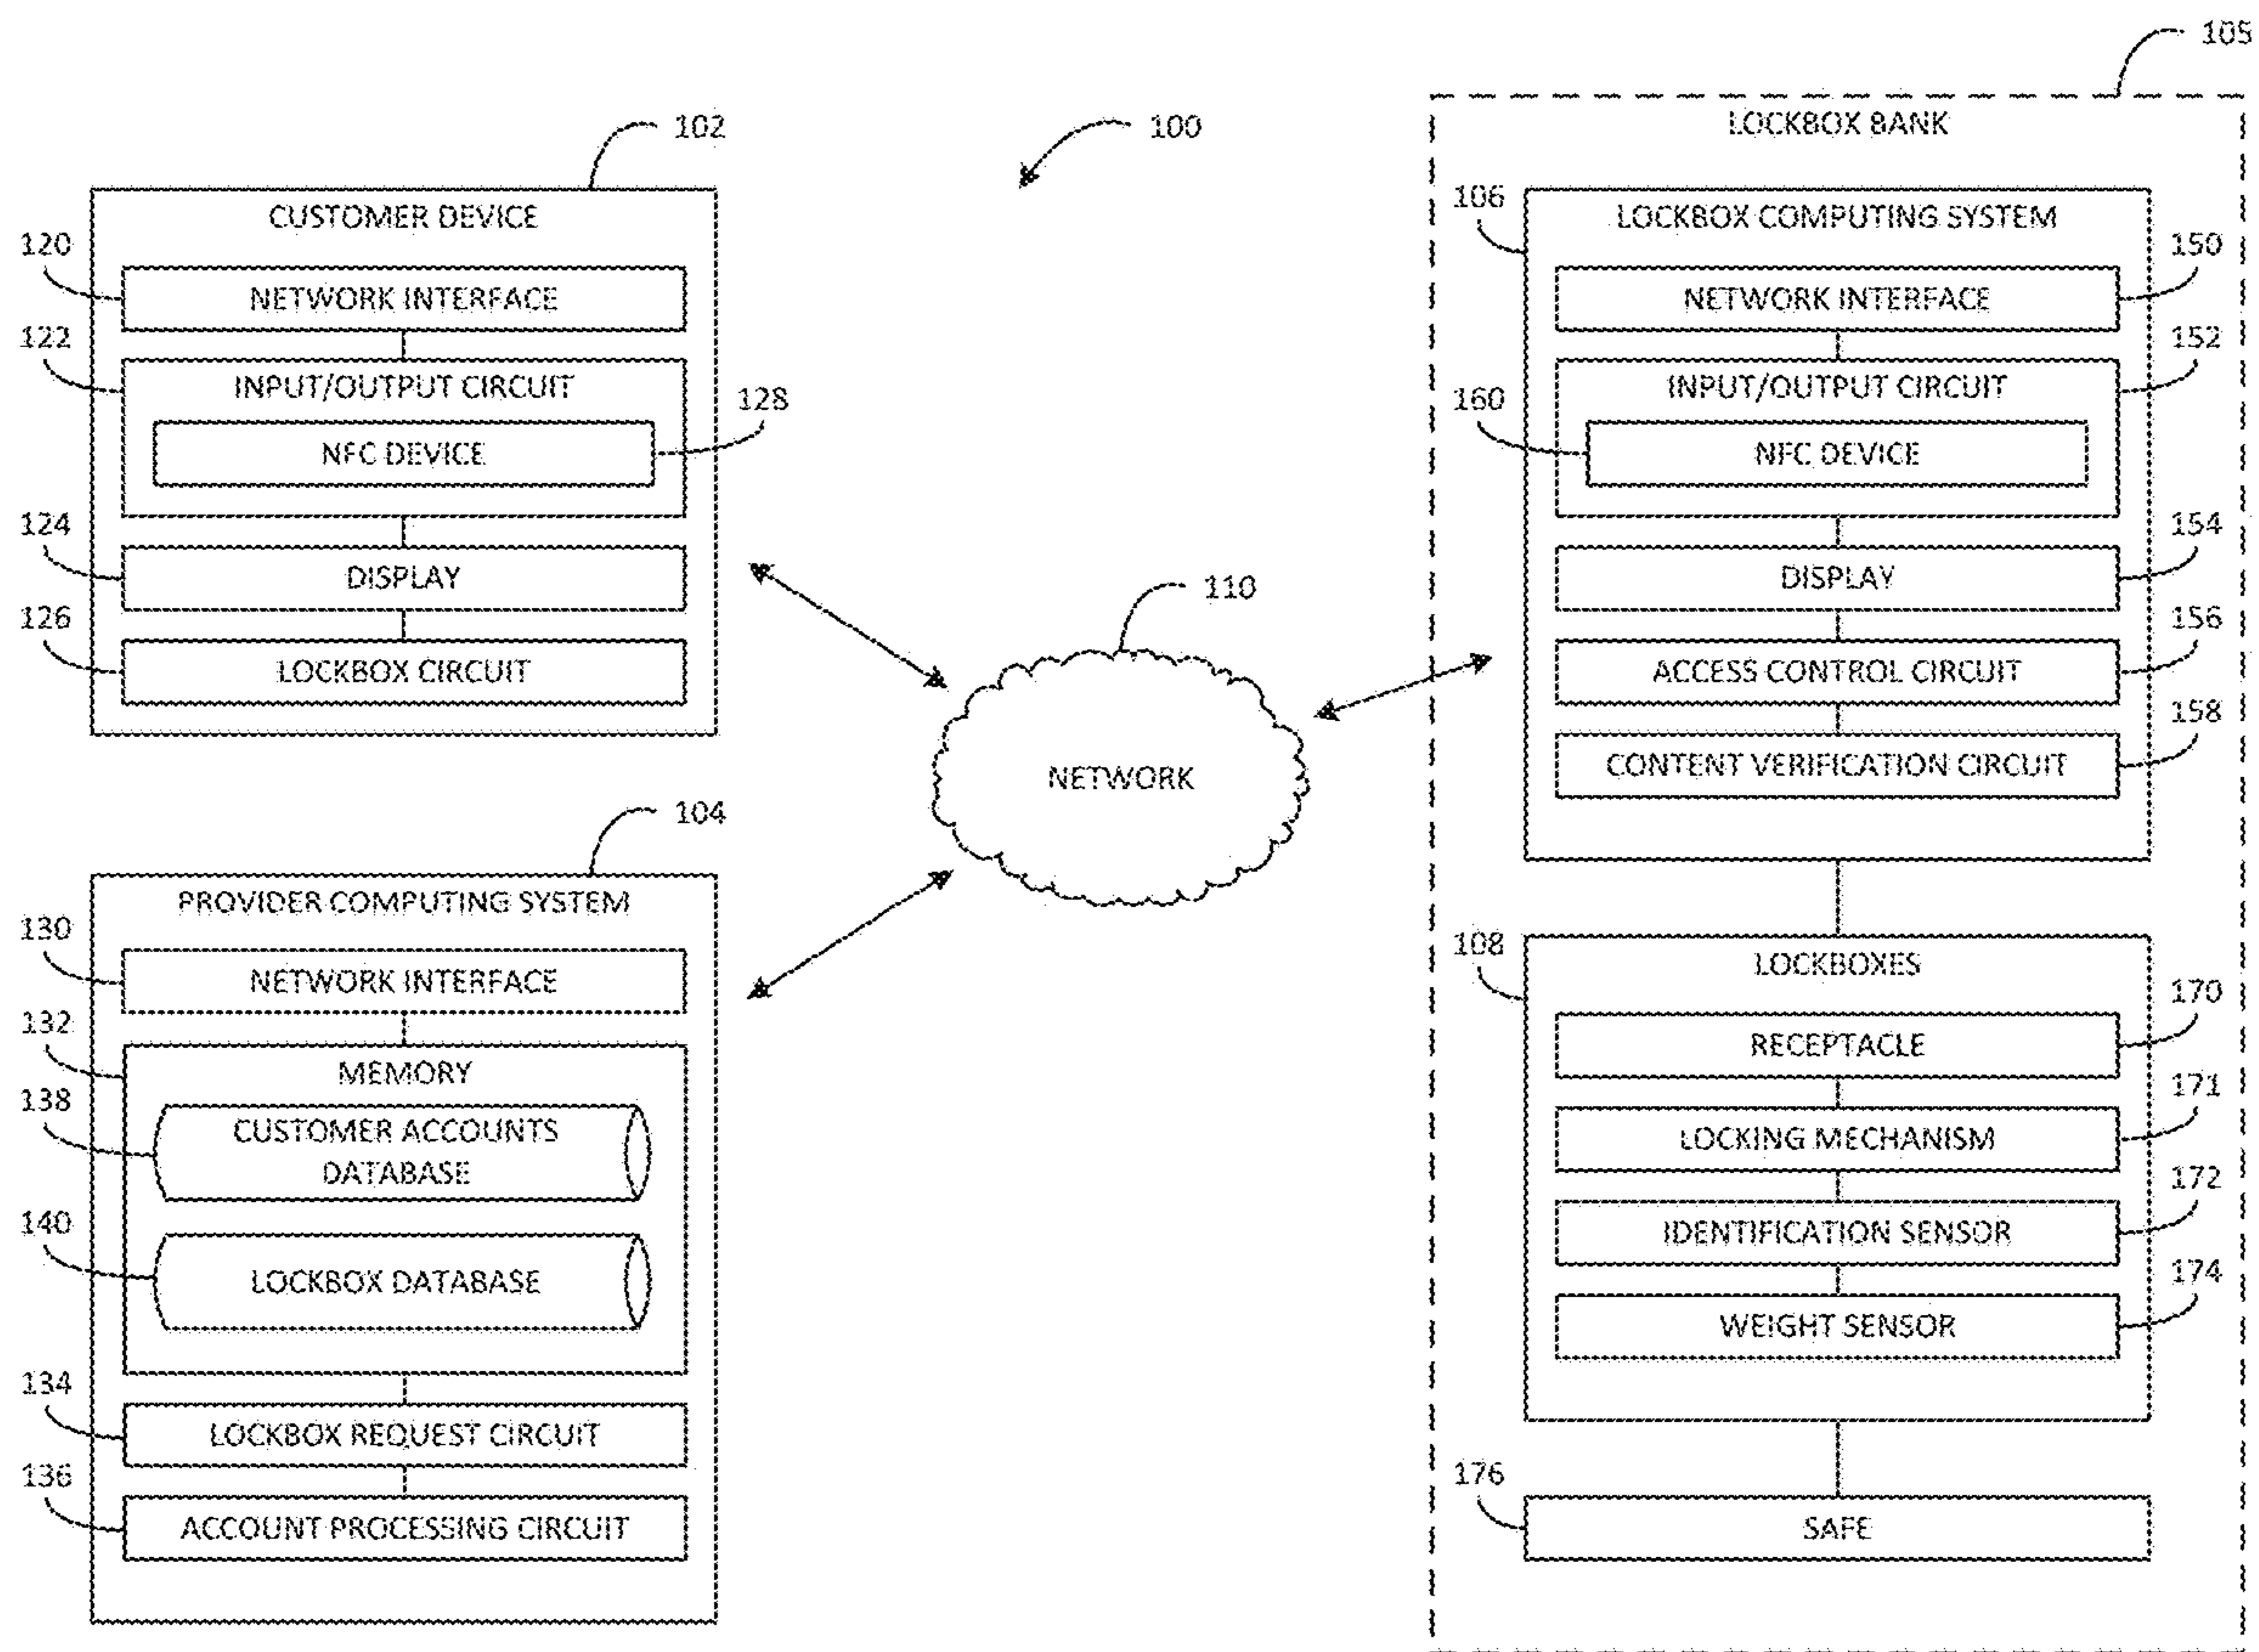 100
102
CUSTOMER DEVICE
120
NETWORK INTERFACE
122
INPUT/OUTPUT CIRCUIT
128
NFC DEVICE
124
DISPLAY
126
LOCKBOX CIRCUIT
104
PROVIDER COMPUTING SYSTEM
130
NETWORK INTERFACE
132
MEMORY
138
CUSTOMER ACCOUNTS
DATABASE
140
LOCKBOX DATABASE
134
LOCKBOX REQUEST CIRCUIT
136
ACCOUNT PROCESSING CIRCUIT
110
NETWORK
105
LOCKBOX BANK
106
LOCKBOX COMPUTING SYSTEM
150
NETWORK INTERFACE
152
INPUT/OUTPUT CIRCUIT
160
NFC DEVICE
154
DISPLAY
156
ACCESS CONTROL CIRCUIT
158
CONTENT VERIFICATION CIRCUIT
108
LOCKBOXES
170
RECEPTACLE
171
LOCKING MECHANISM
172
IDENTIFICATION SENSOR
174
WEIGHT SENSOR
176
SAFE